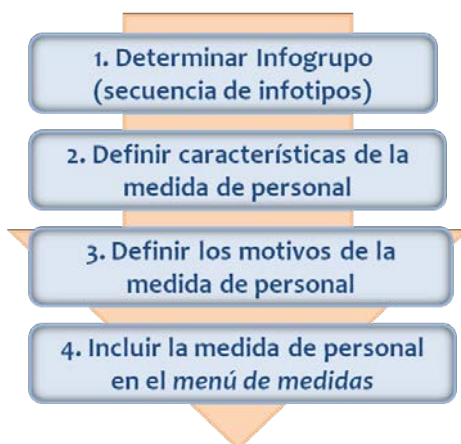 1. Determinar Infogrupo
(secuencia de infotipos)
2. Definir características de la
medida de personal
3. Definir los motivos de la
medida de personal
4. Incluir la medida de personal
en el menú de medidas